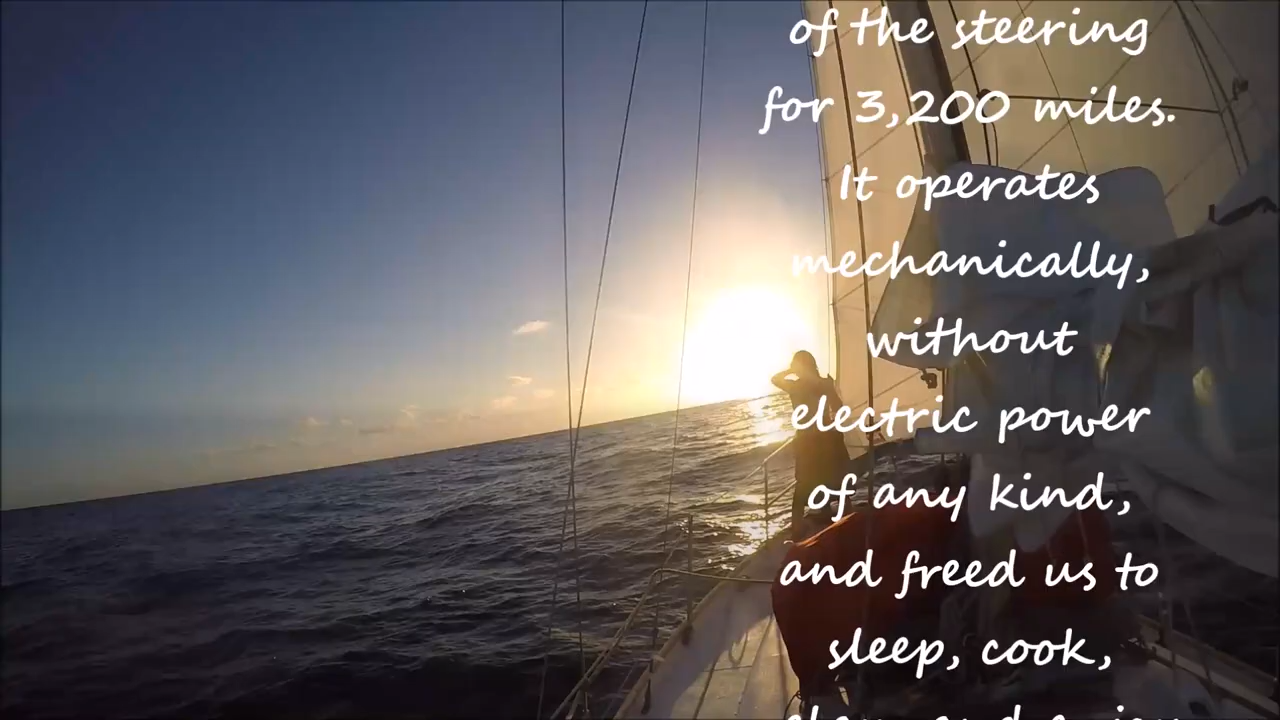 of the steering
for 3,200 miles.
It operates
mechanically,
without
electric power
of any kind,
and freed us to
sleep, cook,